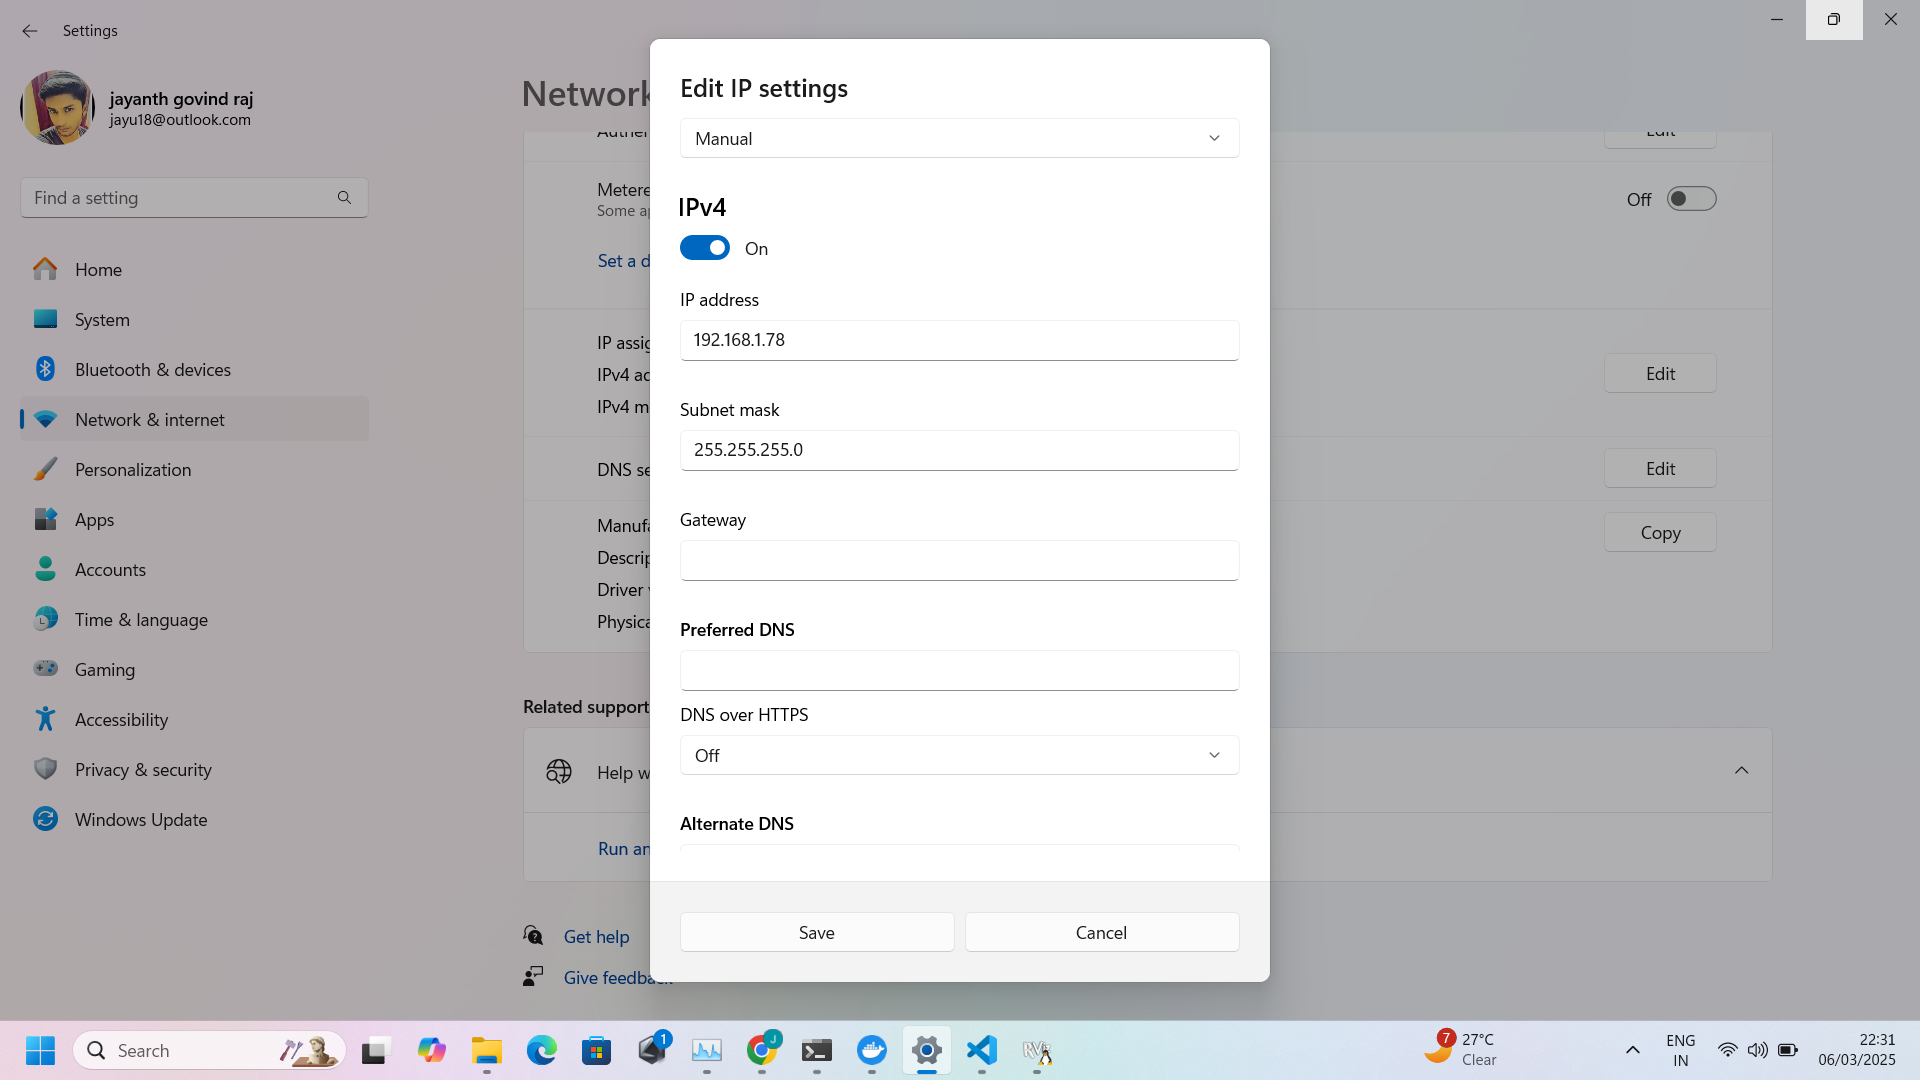 Settings
jayanth govind raj
jayu18@outlook.com
Find a setting
Home
System
Bluetooth & devices
Network & internet
Personalization
Apps
Accounts
Time & language
Gaming
Accessibility
Privacy & security
Windows Update
Network
Edit
Metere
Some ap
Off
Set a d
IP assig
IPv4 ad
IPv4 m
Edit
DNS se
Edit
Manufa
Descrip
Driver
Physica
Copy
Related support
Help w
Run an
Get help
Give feedback
Edit IP settings
Manual
IPv4
On
IP address
192.168.1.78
Subnet mask
255.255.255.0
Gateway
Preferred DNS
DNS over HTTPS
Off
Alternate DNS
Save
Cancel
Search
1
J
RVx
7
27°C
Clear
ENG
IN
22:31
06/03/2025